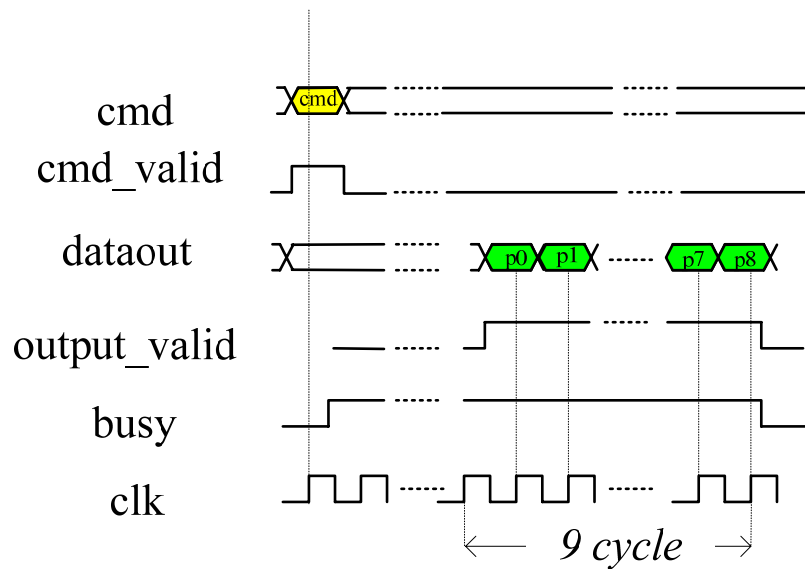 cmd
cmd
cmd_valid
dataout
p0 p1 p7 p8
output_valid
busy
clk
9 cycle